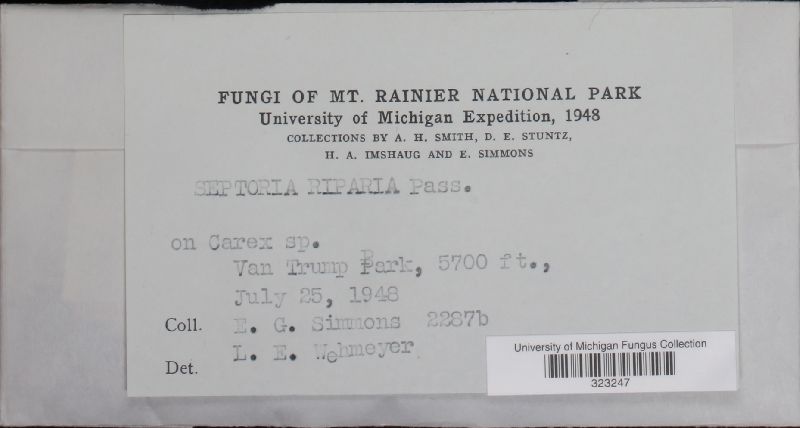 FUNGI OF MT. RAINIER NATIONAL PARK
University of Michigan Expedition, 1948
COLLECTIONS BY A. H. SMITH, D. E. STUNTZ,
H. A. IMSHAUG AND E. SIMMONS
SEPTORIA RIPARIA Pass.
on Carex sp.
Van Trump Park, 5700 ft.,
July 25, 1948
Coll. E. G. Simmons 2287b
Det. L. E. Wehmeyer
University of Michigan Fungus Collection
323247